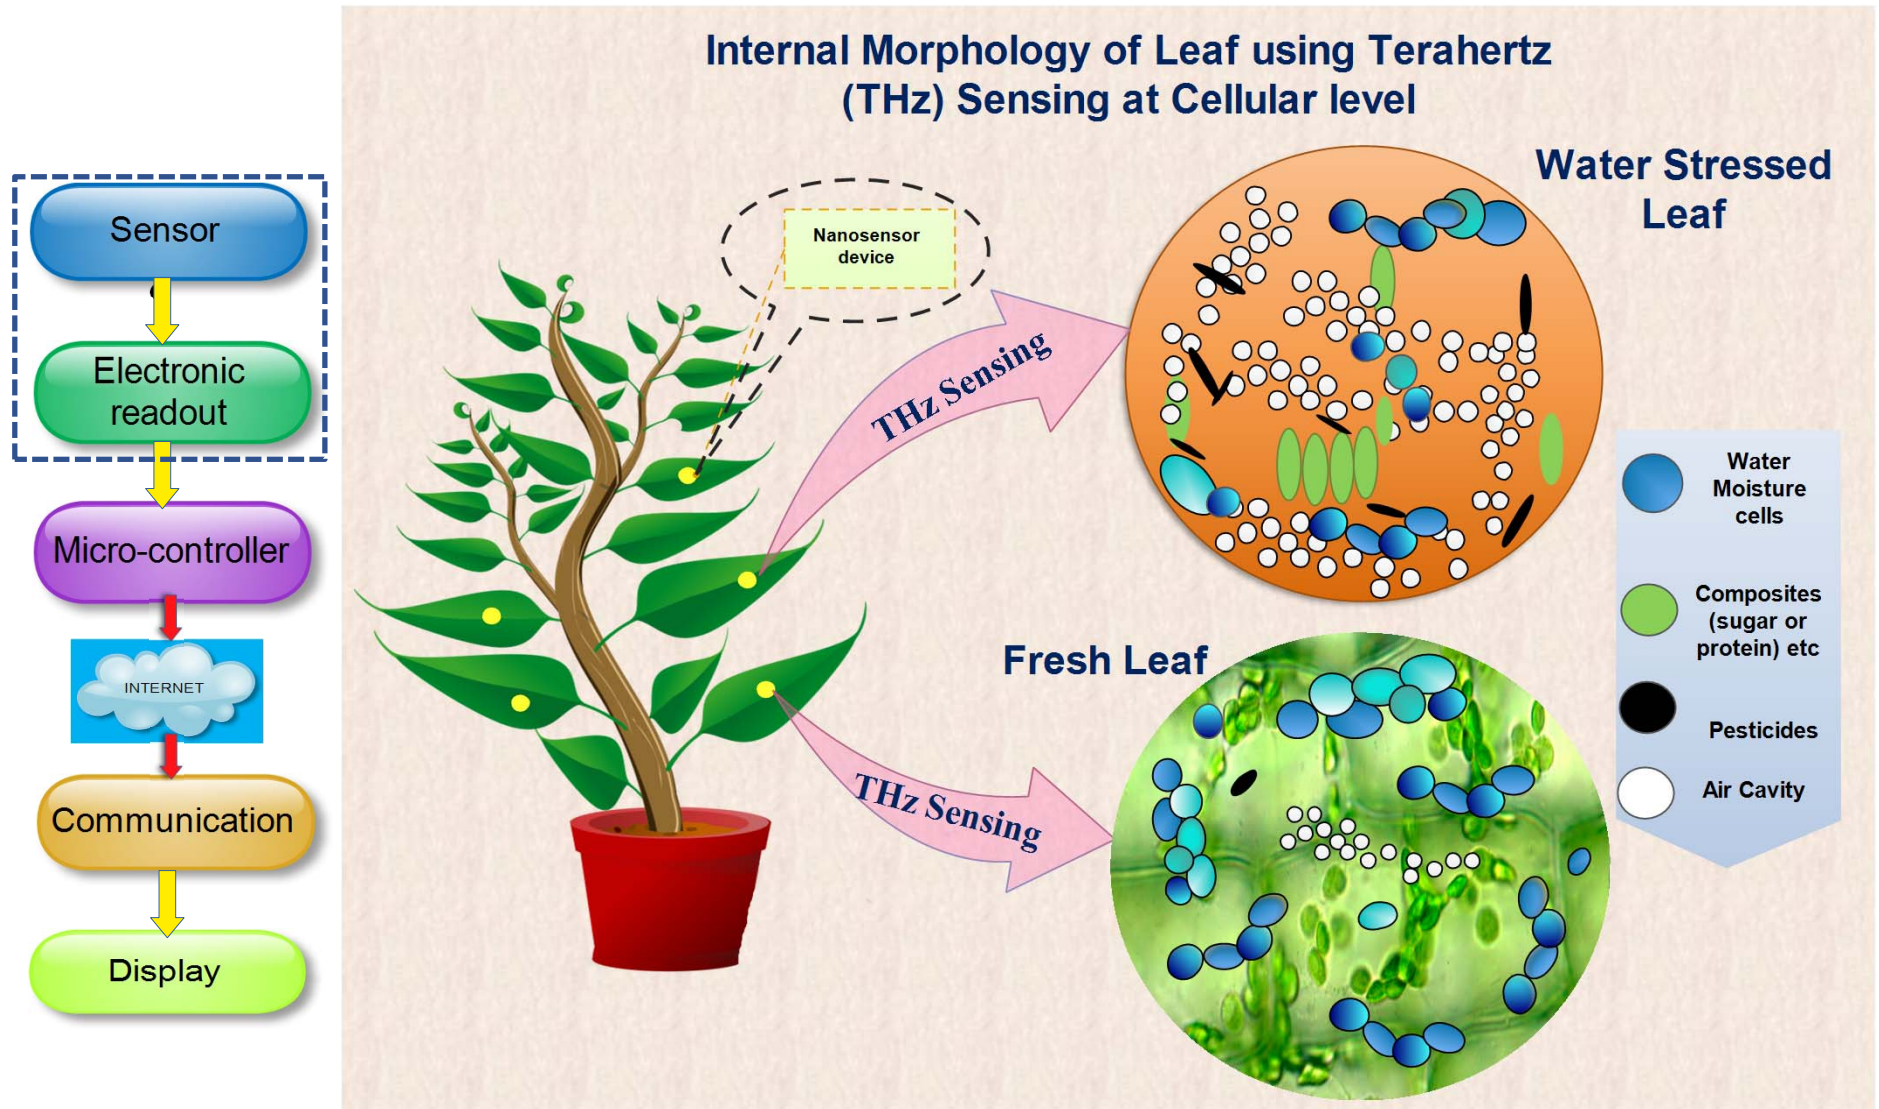 Internal Morphology of Leaf using Terahertz
(THz) Sensing at Cellular level
Sensor
Electronic
readout
Micro-controller
INTERNET
Communication
Display
Nanosensor
device
THz Sensing
THz Sensing
Water Stressed
Leaf
Fresh Leaf
Water
Moisture
cells
Composites
(sugar or
protein) etc
Pesticides
Air Cavity